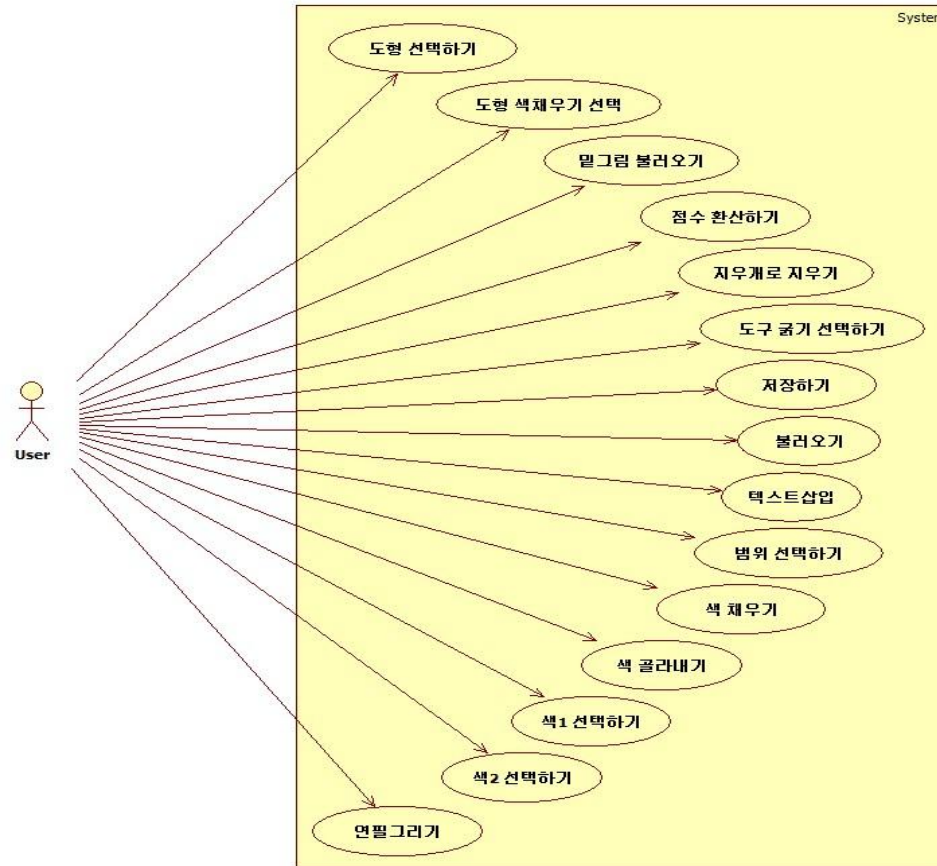 System
도형 선택하기
도형 색채우기 선택
밑그림 불러오기
점수 환산하기
지우개로 지우기
도구 굵기 선택하기
저장하기
User
불러오기
텍스트삽입
범위 선택하기
색 채우기
색 골라내기
색1 선택하기
색2 선택하기
연필그리기